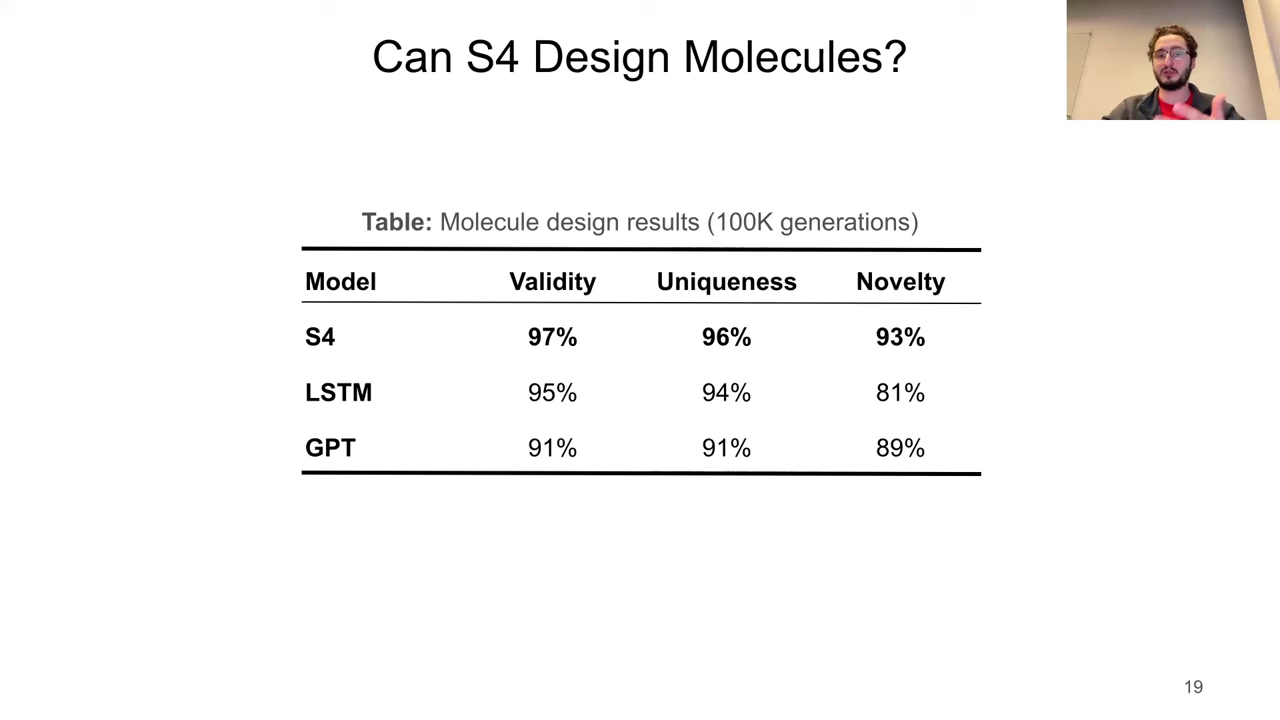 Can S4 Design Molecules?
Table: Molecule design results (100K generations)
Model Validity Uniqueness Novelty
S4 97% 96% 93%
LSTM 95% 94% 81%
GPT 91% 91% 89%
19